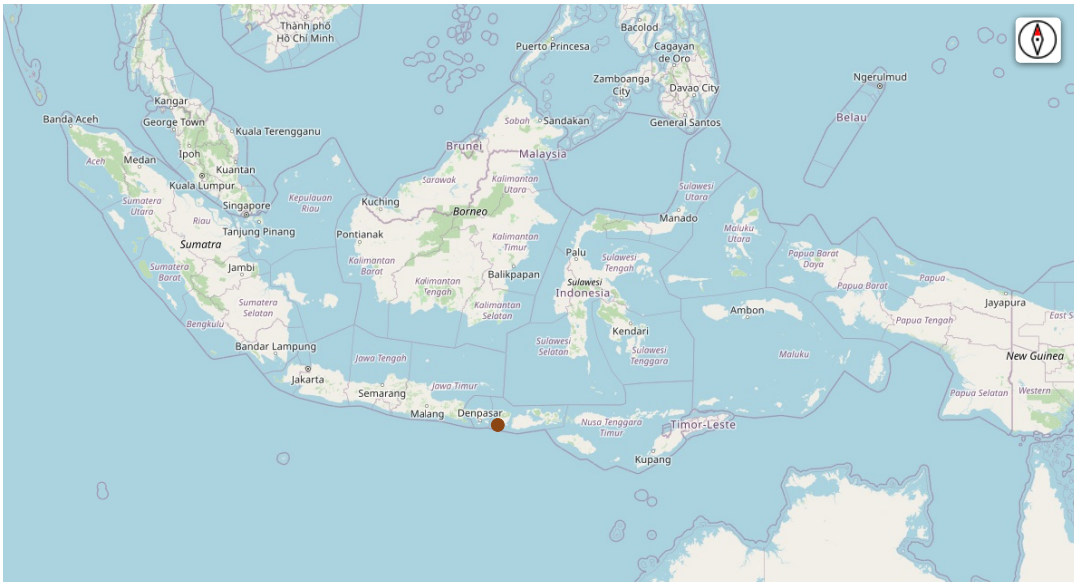 Thành phố
Hồ Chí Minh
Bacolod
Puerto Princesa
Cagayan
de Oro
Zamboanga
City
Davao City
Ngerulmud
Kangar
Banda Aceh
George Town
Kuala Terengganu
Sabah
Sandakan
General Santos
Belau
Aceh
Medan
Ipoh
Kuantan
Brunei
Malaysia
Kuala Lumpur
Sarawak
Kalimantan
Utara
Sumatera
Utara
Riau
Singapore
Kepulauan
Riau
Kuching
Borneo
Sulawesi
Utara
Manado
Maluku
Utara
Tanjung Pinang
Pontianak
Sumatra
Kalimantan
Timur
Palu
Papua Barat
Daya
Sumatera
Barat
Jambi
Kalimantan
Barat
Balikpapan
Sulawesi
Tengah
Sulawesi
Indonesia
Papua Barat
Papua
Kalimantan
Tengah
Sumatera
Selatan
Kalimantan
Selatan
Ambon
Jayapura
Bengkulu
Kendari
Papua Tengah
East S
Bandar Lampung
Jawa Tengah
Sulawesi
Selatan
Sulawesi
Tenggara
Maluku
New Guinea
Jakarta
Semarang
Jawa Timur
Papua Selatan
Western
Malang
Denpasar
Nusa Tenggara
Timur
Timor-Leste
Kupang